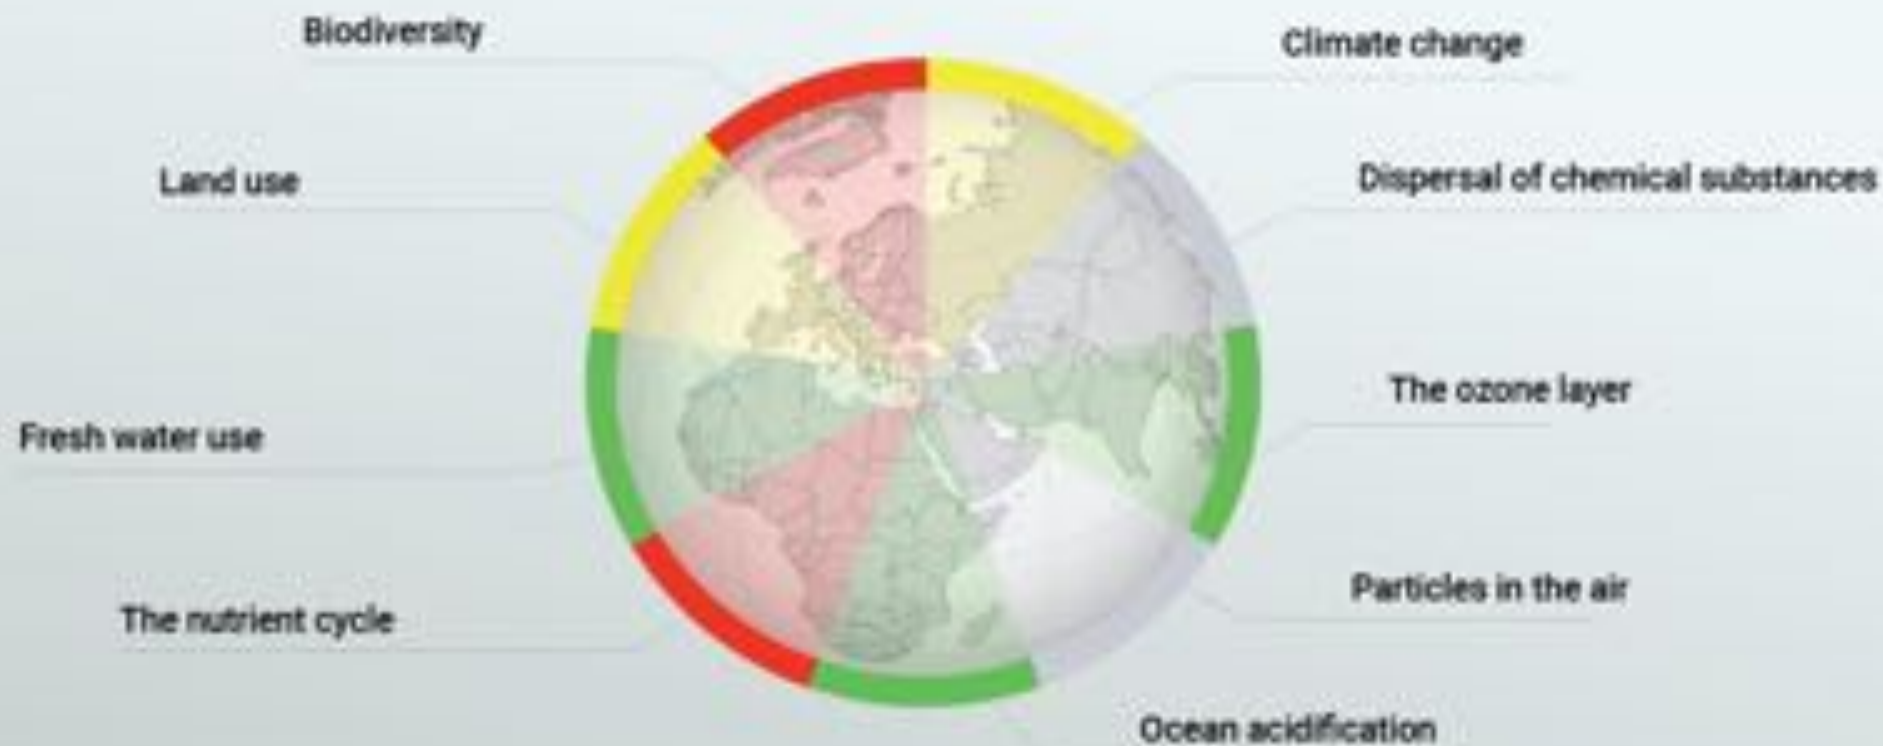 Biodiversity
Climate change
Land use
Dispersal of chemical substances
The ozone layer
Fresh water use
Particles in the air
The nutrient cycle
Ocean acidification